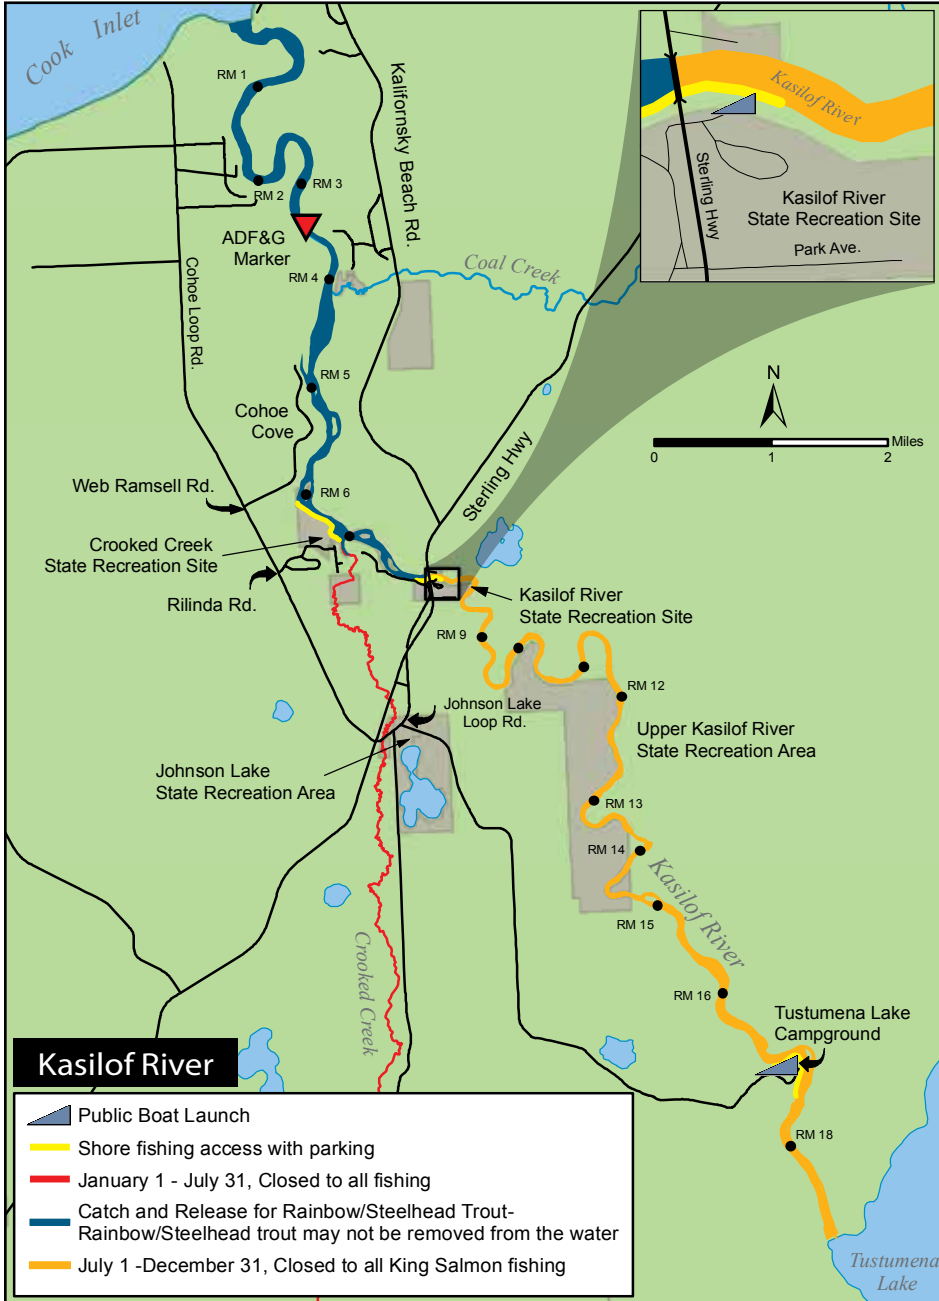 Cook Inlet
RM 1
Kalifornsky Beach Rd.
RM 2
RM 3
ADF&G
Marker
RM 4
Coal Creek
Cohoe Loop Rd.
RM 5
Cohoe
Cove
Sterling Hwy
Web Ramsell Rd.
RM 6
Crooked Creek
State Recreation Site
Rilinda Rd.
Kasilof River
Sterling Hwy
Kasilof River
State Recreation Site
Park Ave.
N
0
1
2
Miles
Kasilof River
State Recreation Site
RM 9
RM 12
Johnson Lake
Loop Rd.
Upper Kasilof River
State Recreation Area
Johnson Lake
State Recreation Area
RM 13
RM 14
Kasilof River
RM 15
Crooked Creek
RM 16
Tustumena Lake
Campground
RM 18
Tustumena
Lake
Kasilof River
Public Boat Launch
Shore fishing access with parking
January 1 - July 31, Closed to all fishing
Catch and Release for Rainbow/Steelhead Trout-
Rainbow/Steelhead trout may not be removed from the water
July 1 -December 31, Closed to all King Salmon fishing